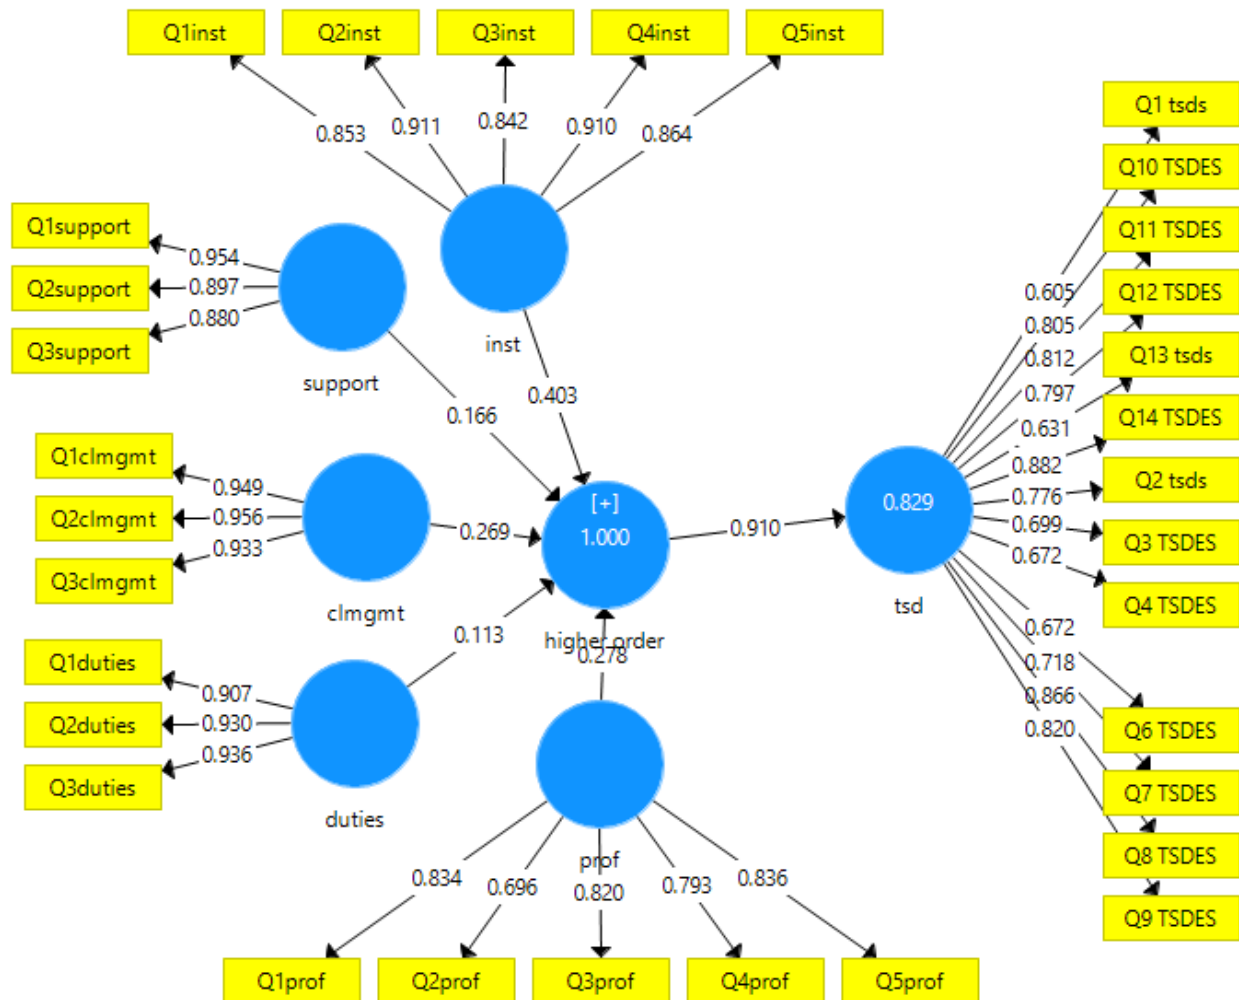 Q1inst
Q2inst
Q3inst
Q4inst
Q5inst
0.853
0.911
0.842
0.910
0.864
Q1support
Q2support
Q3support
0.954
0.897
0.880
support
inst
0.166
0.403
Q1clmgmt
Q2clmgmt
Q3clmgmt
0.949
0.956
0.933
clmgmt
0.269
[+]
1.000
higher order
0.910
0.829
tsd
Q1duties
Q2duties
Q3duties
0.907
0.930
0.936
duties
0.113
0.278
prof
0.834
0.696
0.820
0.793
0.836
Q1prof
Q2prof
Q3prof
Q4prof
Q5prof
0.605
0.805
0.812
0.797
0.631
0.882
0.776
0.699
0.672
0.672
0.718
0.866
0.820
Q1 tsds
Q10 TSDES
Q11 TSDES
Q12 TSDES
Q13 tsds
Q14 TSDES
Q2 tsds
Q3 TSDES
Q4 TSDES
Q6 TSDES
Q7 TSDES
Q8 TSDES
Q9 TSDES